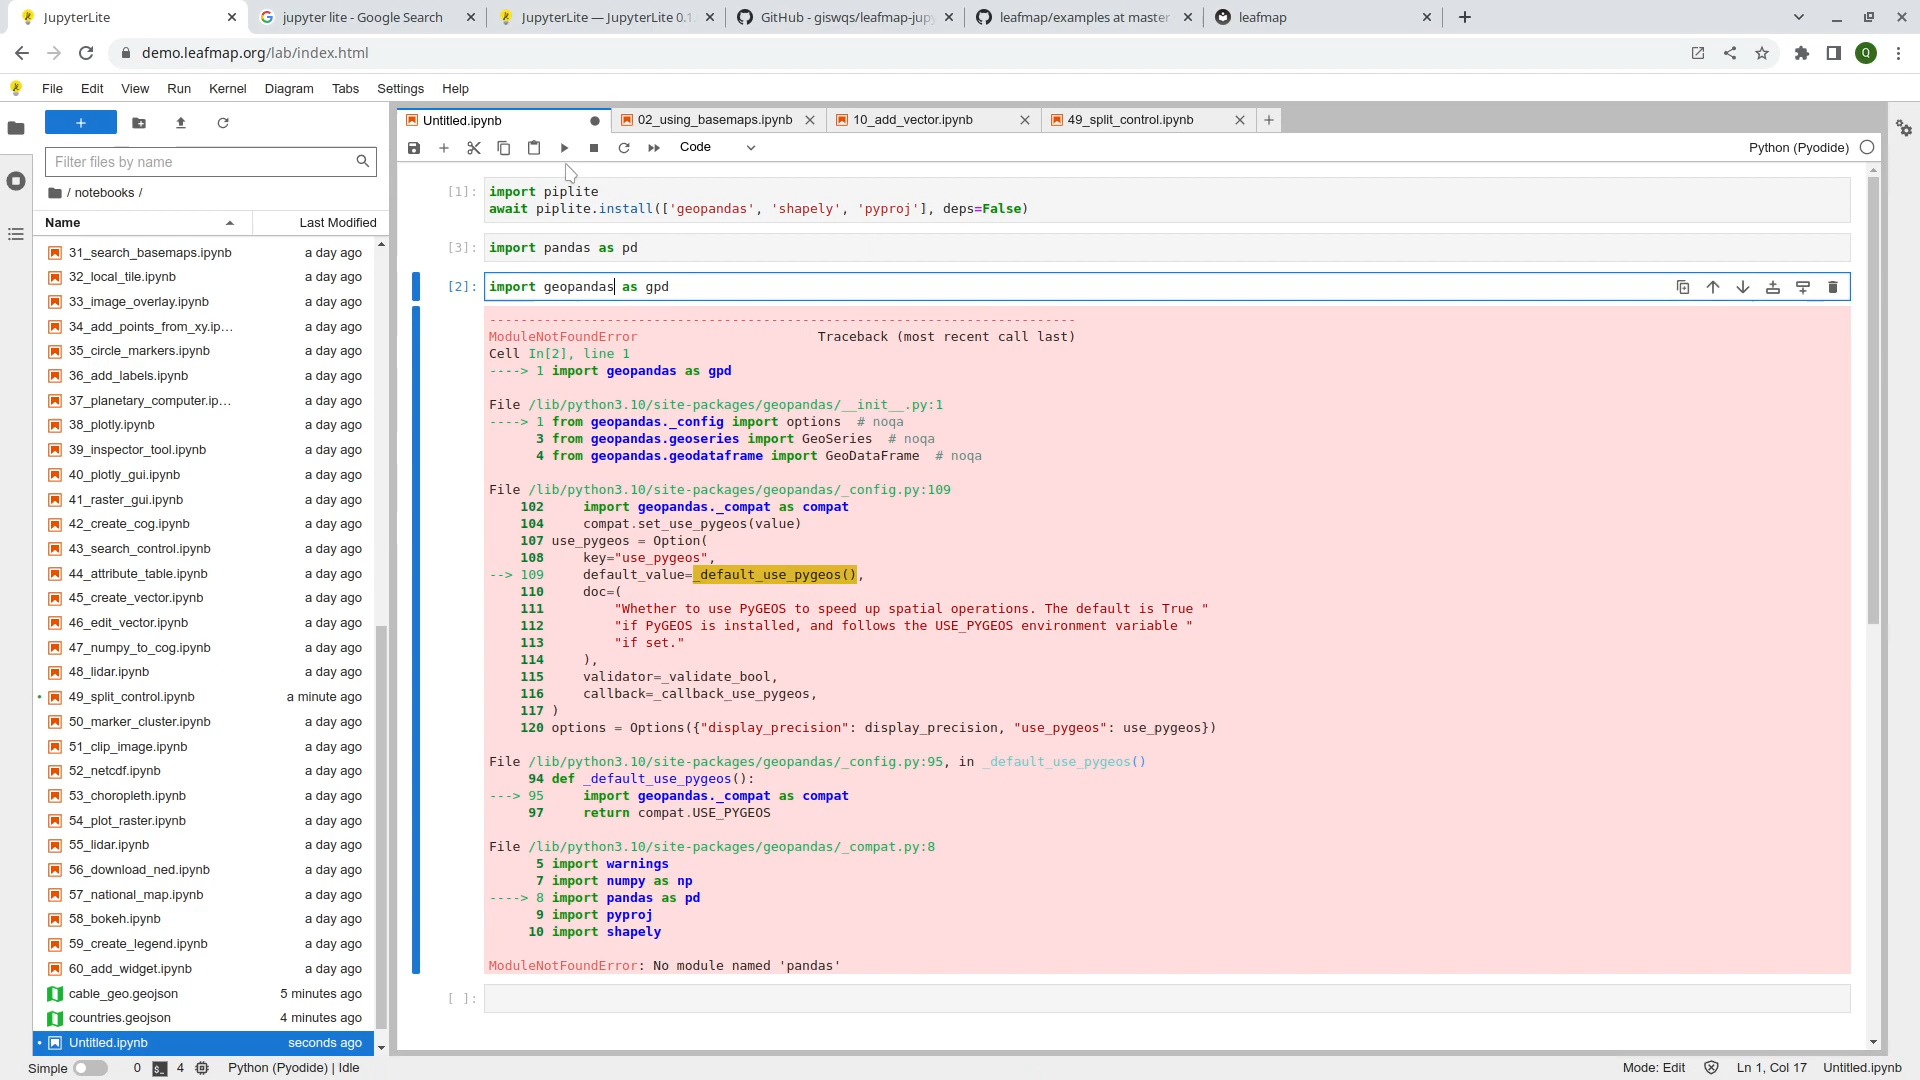 JupyterLite
jupyter lite - Google Search
JupyterLite — JupyterLite 0.1.
GitHub - giswqs/leafmap-jupy
leafmap/examples at master
leafmap
demo.leafmap.org/lab/index.html
Q
File Edit View Run Kernel Diagram Tabs Settings Help
Untitled.ipynb
02_using_basemaps.ipynb
10_add_vector.ipynb
49_split_control.ipynb
Code
Python (Pyodide)
Filter files by name
/ notebooks /
Name Last Modified
31_search_basemaps.ipynb a day ago
32_local_tile.ipynb a day ago
33_image_overlay.ipynb a day ago
34_add_points_from_xy.ip… a day ago
35_circle_markers.ipynb a day ago
36_add_labels.ipynb a day ago
37_planetary_computer.ip… a day ago
38_plotly.ipynb a day ago
39_inspector_tool.ipynb a day ago
40_plotly_gui.ipynb a day ago
41_raster_gui.ipynb a day ago
42_create_cog.ipynb a day ago
43_search_control.ipynb a day ago
44_attribute_table.ipynb a day ago
45_create_vector.ipynb a day ago
46_edit_vector.ipynb a day ago
47_numpy_to_cog.ipynb a day ago
48_lidar.ipynb a day ago
49_split_control.ipynb a minute ago
50_marker_cluster.ipynb a day ago
51_clip_image.ipynb a day ago
52_netcdf.ipynb a day ago
53_choropleth.ipynb a day ago
54_plot_raster.ipynb a day ago
55_lidar.ipynb a day ago
56_download_ned.ipynb a day ago
57_national_map.ipynb a day ago
58_bokeh.ipynb a day ago
59_create_legend.ipynb a day ago
60_add_widget.ipynb a day ago
cable_geo.geojson 5 minutes ago
countries.geojson 4 minutes ago
Untitled.ipynb seconds ago
[1]: import piplite
await piplite.install(['geopandas', 'shapely', 'pyproj'], deps=False)
[3]: import pandas as pd
[2]: import geopandas as gpd
---------------------------------------------------------------------------
ModuleNotFoundError                       Traceback (most recent call last)
Cell In[2], line 1
----> 1 import geopandas as gpd
File /lib/python3.10/site-packages/geopandas/__init__.py:1
----> 1 from geopandas._config import options  # noqa
      3 from geopandas.geoseries import GeoSeries  # noqa
      4 from geopandas.geodataframe import GeoDataFrame  # noqa
File /lib/python3.10/site-packages/geopandas/_config.py:109
    102     import geopandas._compat as compat
    104     compat.set_use_pygeos(value)
    107 use_pygeos = Option(
    108     key="use_pygeos",
--> 109     default_value=_default_use_pygeos(),
    110     doc=(
    111         "Whether to use PyGEOS to speed up spatial operations. The default is True "
    112         "if PyGEOS is installed, and follows the USE_PYGEOS environment variable "
    113         "if set."
    114     ),
    115     validator=_validate_bool,
    116     callback=_callback_use_pygeos,
    117 )
    120 options = Options({"display_precision": display_precision, "use_pygeos": use_pygeos})
File /lib/python3.10/site-packages/geopandas/_config.py:95, in _default_use_pygeos()
     94 def _default_use_pygeos():
---> 95     import geopandas._compat as compat
     97     return compat.USE_PYGEOS
File /lib/python3.10/site-packages/geopandas/_compat.py:8
      5 import warnings
      7 import numpy as np
----> 8 import pandas as pd
      9 import pyproj
     10 import shapely
ModuleNotFoundError: No module named 'pandas'
[ ]:
Simple 0 $_ 4 Python (Pyodide) | Idle Mode: Edit Ln 1, Col 17 Untitled.ipynb